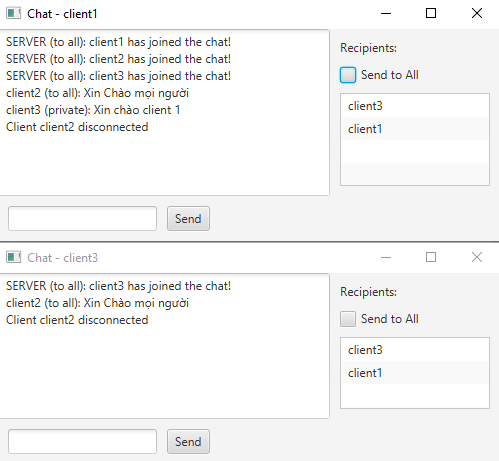 Chat - client1
SERVER (to all): client1 has joined the chat!
SERVER (to all): client2 has joined the chat!
SERVER (to all): client3 has joined the chat!
client2 (to all): Xin Chào mọi người
client3 (private): Xin chào client 1
Client client2 disconnected
Recipients:
Send to All
client3
client1
Send
Chat - client3
SERVER (to all): client3 has joined the chat!
client2 (to all): Xin Chào mọi người
Client client2 disconnected
Recipients:
Send to All
client3
client1
Send